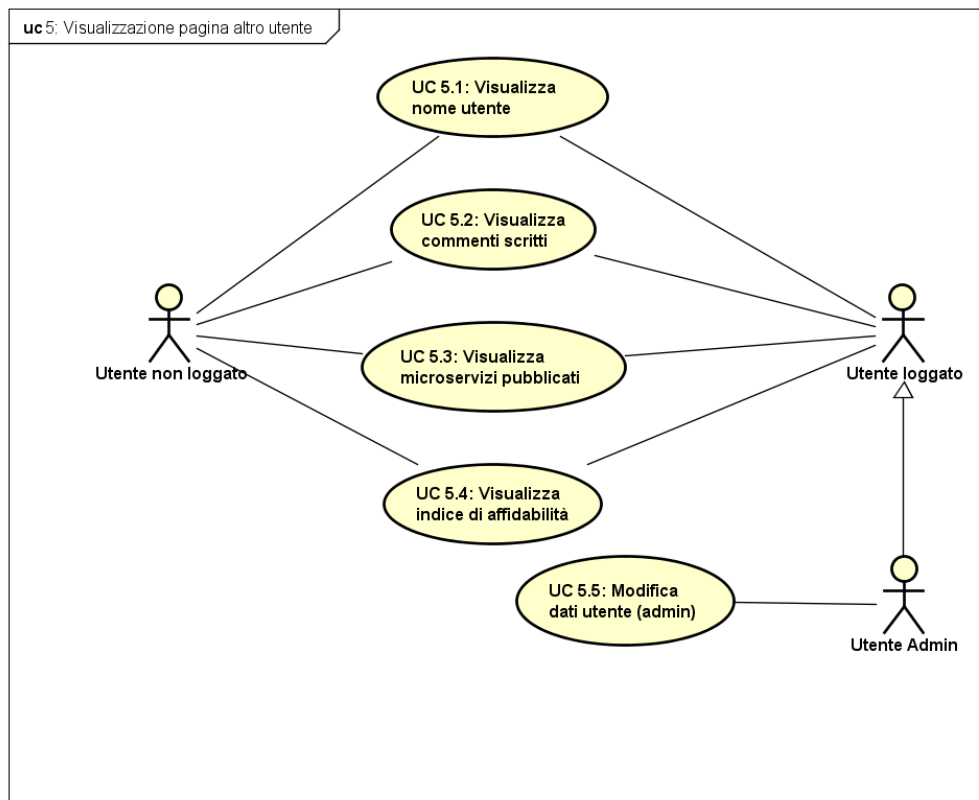 uc 5: Visualizzazione pagina altro utente
UC 5.1: Visualizza
nome utente
UC 5.2: Visualizza
commenti scritti
Utente non loggato
UC 5.3: Visualizza
microservizi pubblicati
Utente loggato
UC 5.4: Visualizza
indice di affidabilità
UC 5.5: Modifica
dati utente (admin)
Utente Admin